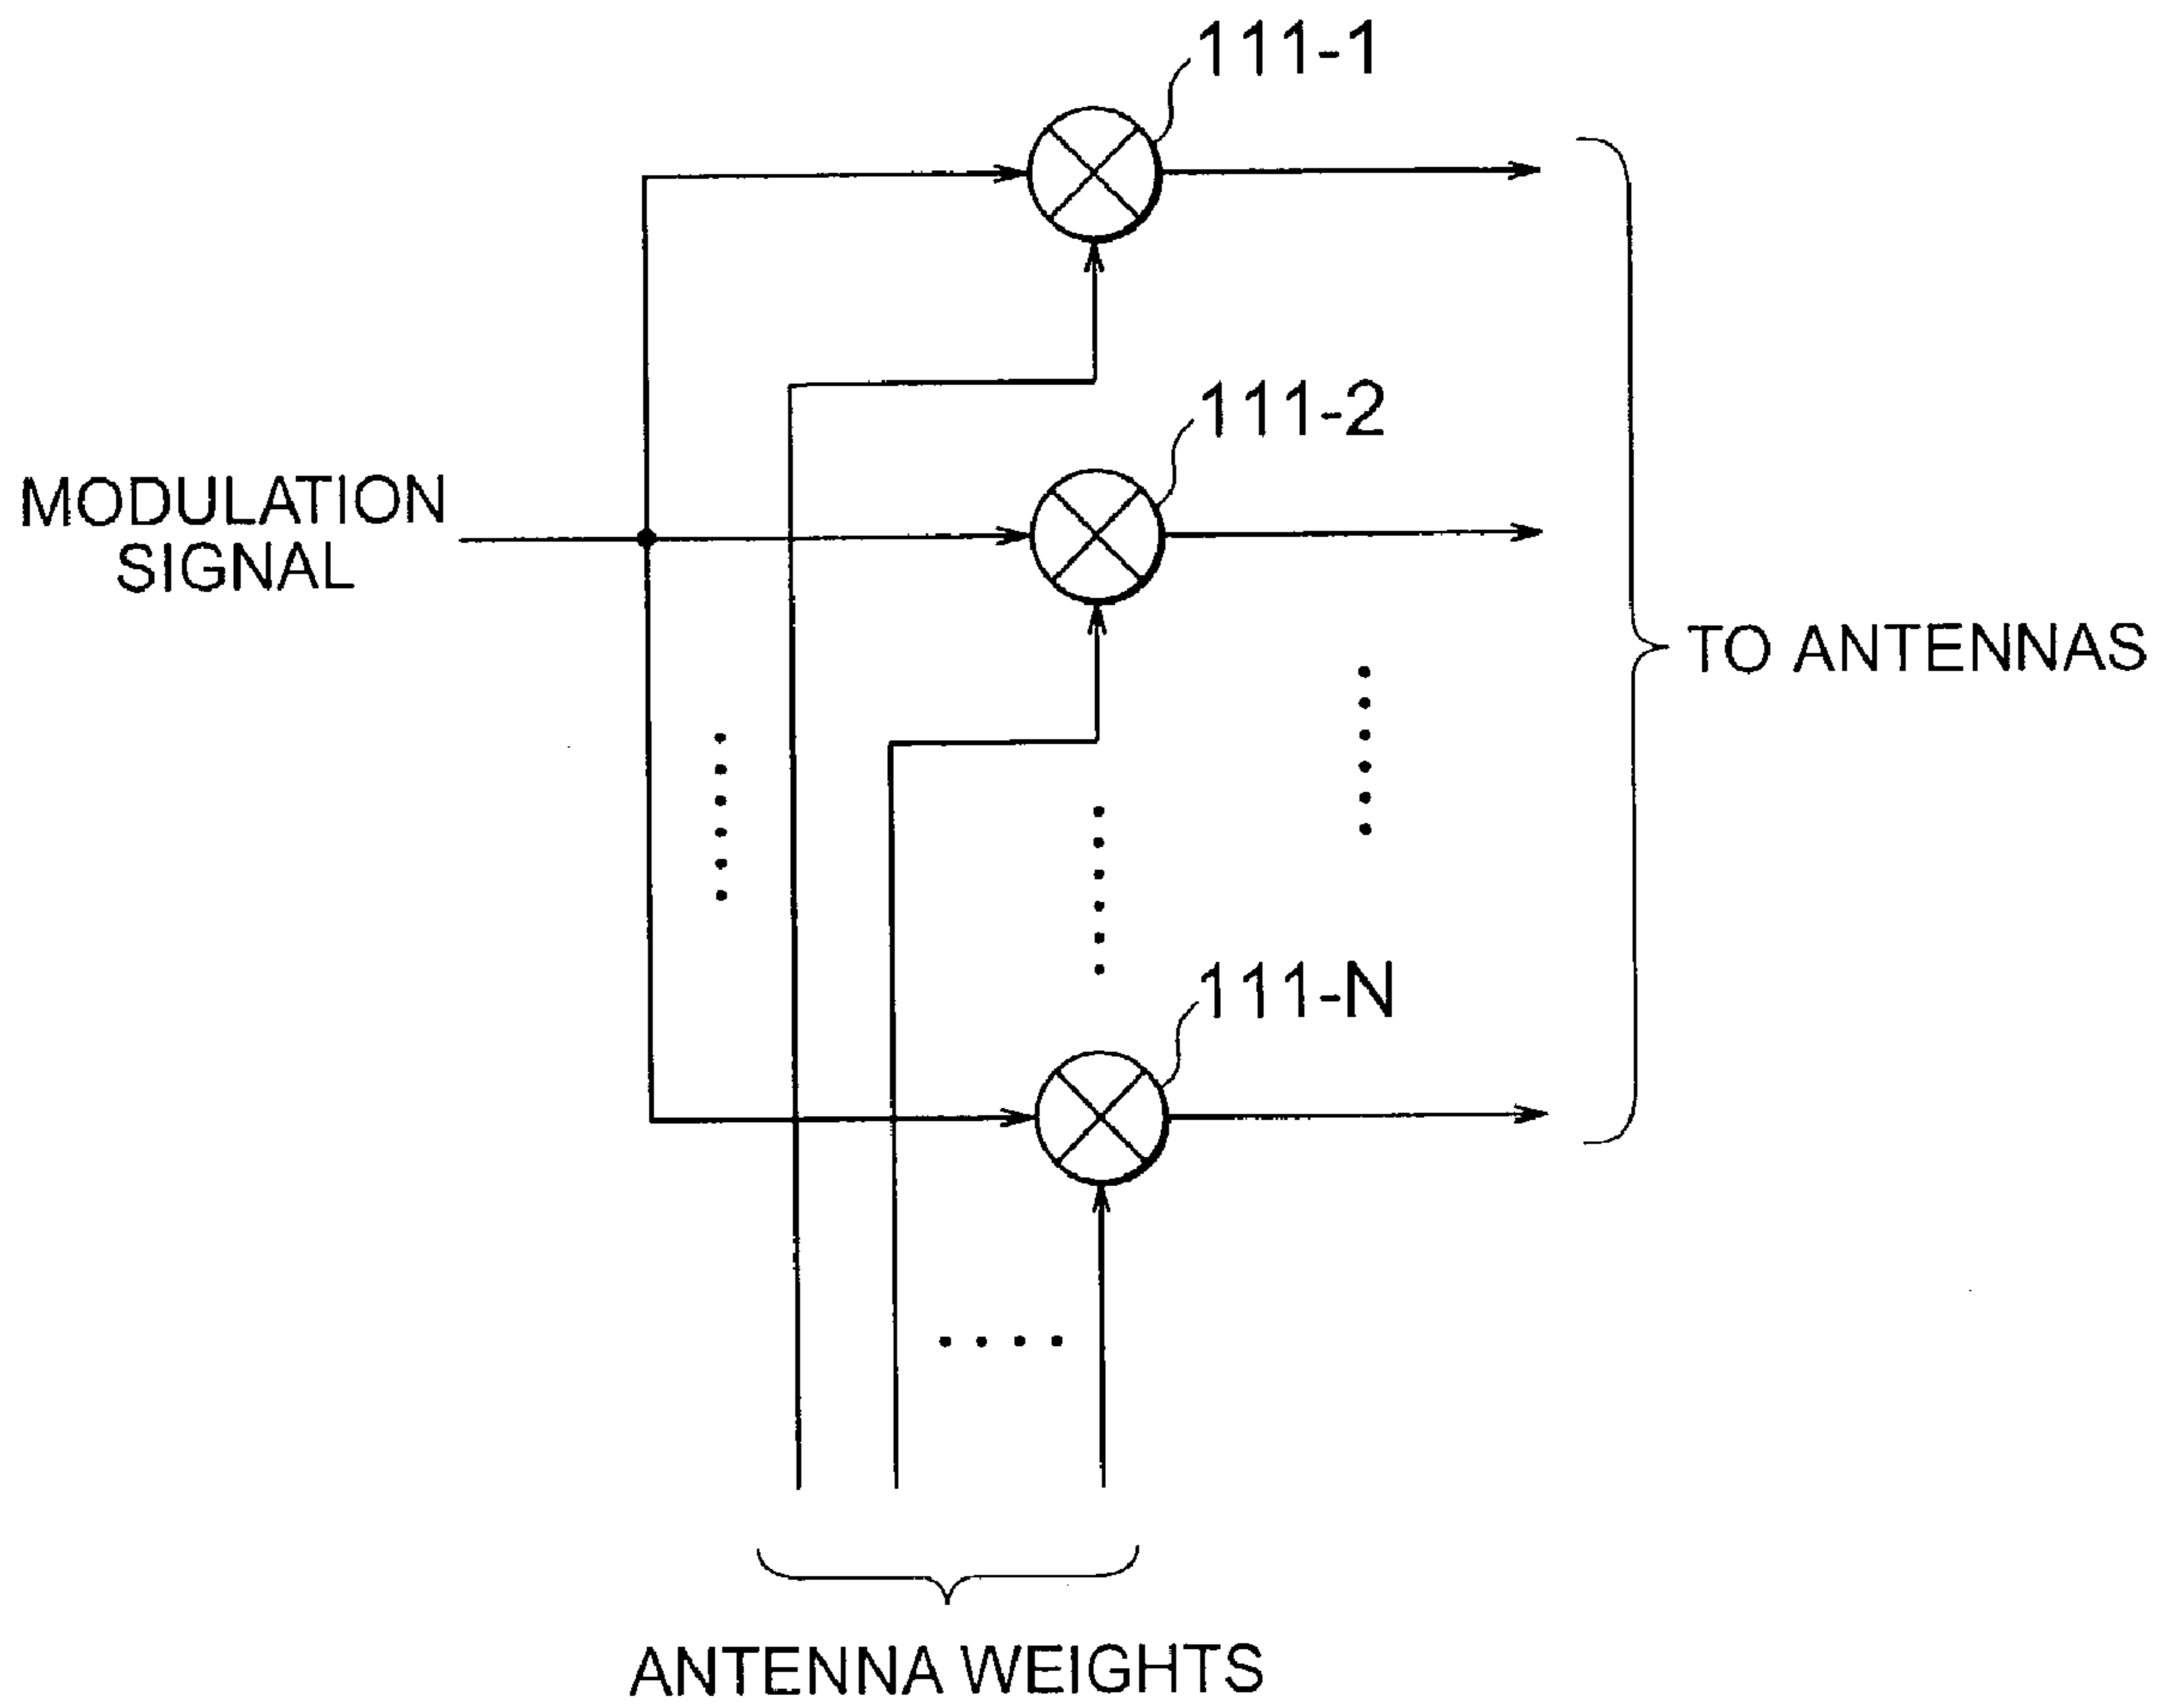 111-1
111-2
MODULATION
SIGNAL
TO ANTENNAS
111-N
ANTENNA WEIGHTS